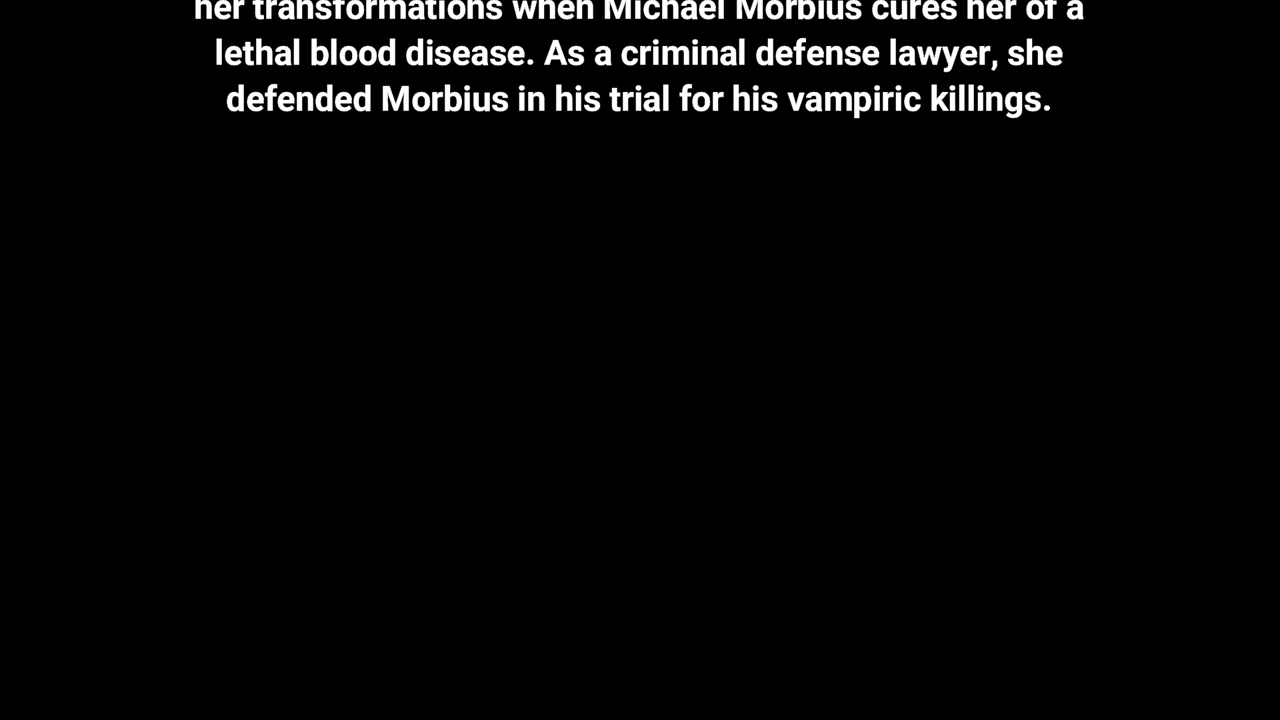 her transformations when Michael Morbius cures her of a
lethal blood disease. As a criminal defense lawyer, she
defended Morbius in his trial for his vampiric killings.